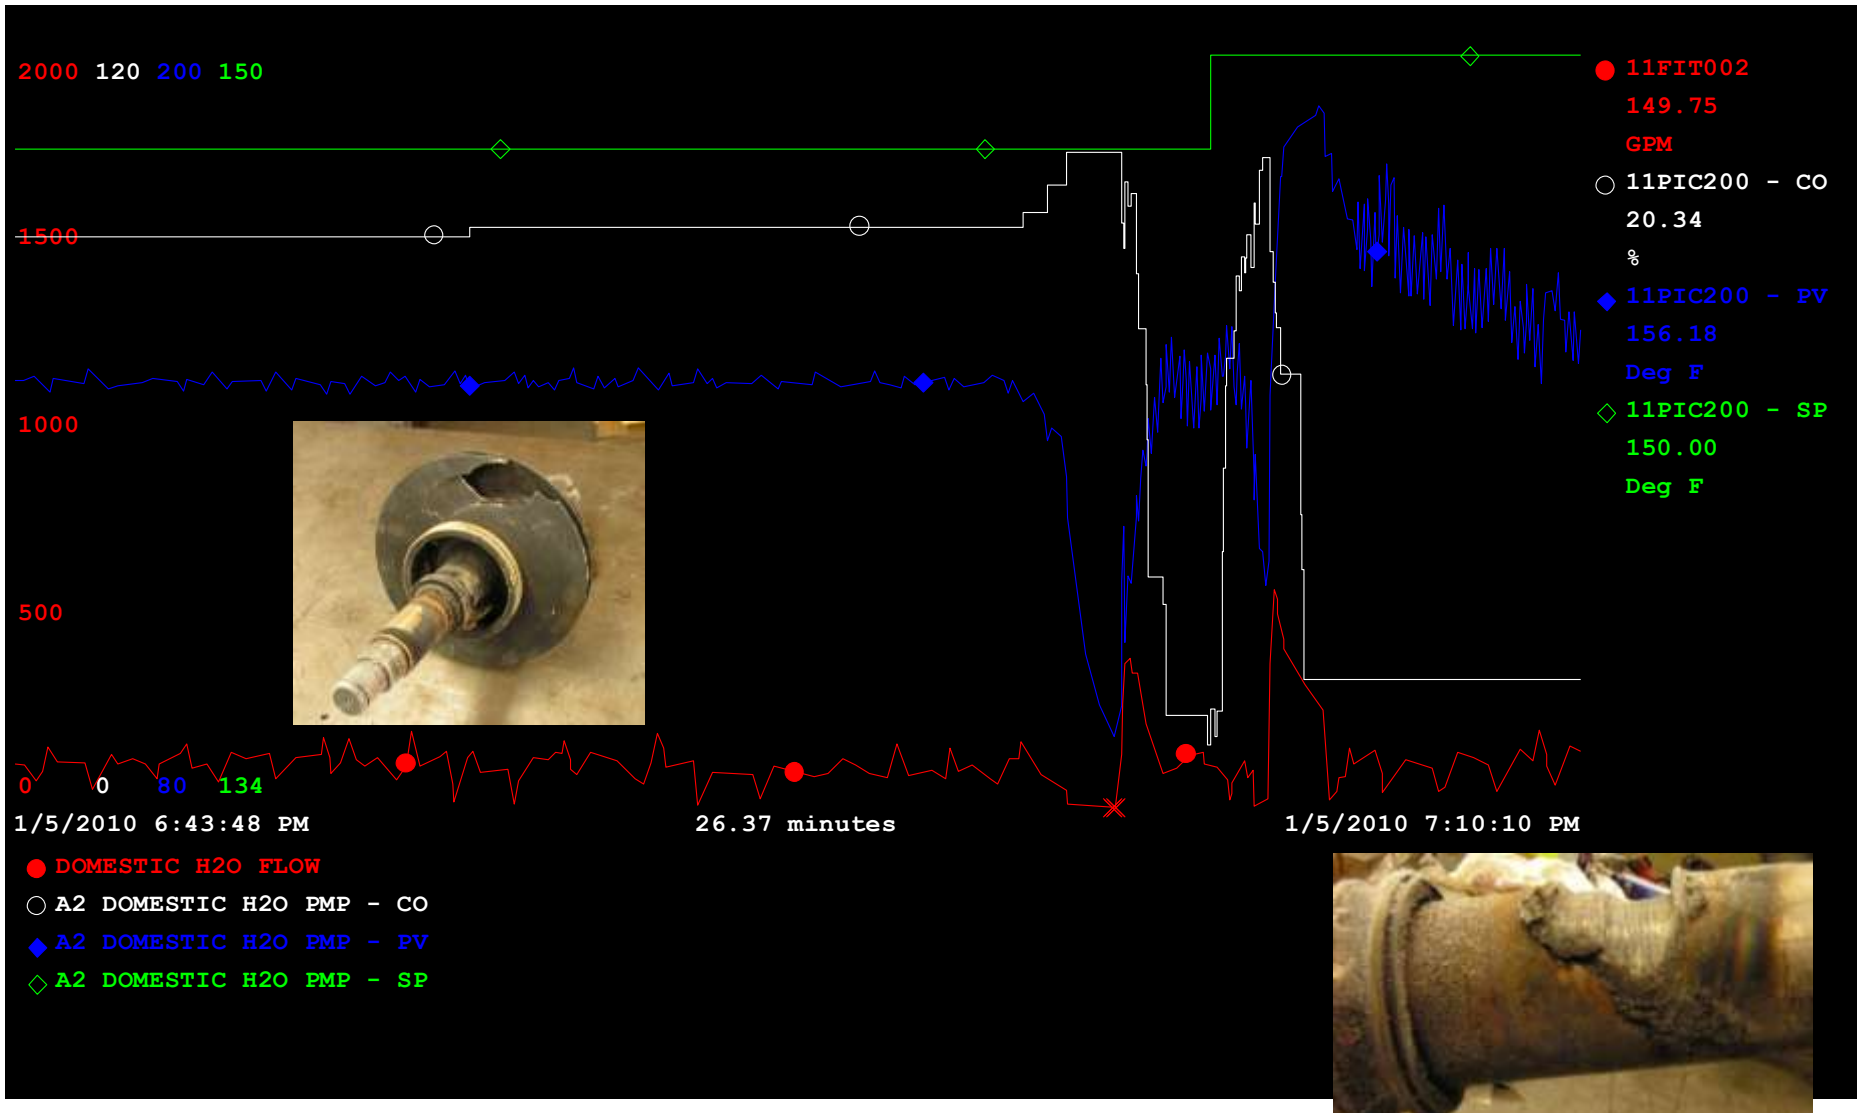 2000 120 200 150
1500
1000
500
0 0 80 134
1/5/2010 6:43:48 PM 26.37 minutes 1/5/2010 7:10:10 PM
11FIT002
149.75
GPM
11PIC200 - CO
20.34
%
11PIC200 - PV
156.18
Deg F
11PIC200 - SP
150.00
Deg F
DOMESTIC H2O FLOW
A2 DOMESTIC H2O PMP - CO
A2 DOMESTIC H2O PMP - PV
A2 DOMESTIC H2O PMP - SP